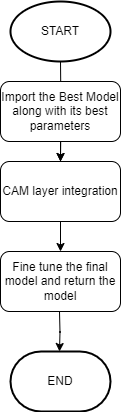 START
Import the Best Model
along with its best
parameters
CAM layer integration
Fine tune the final
model and return the
model
END